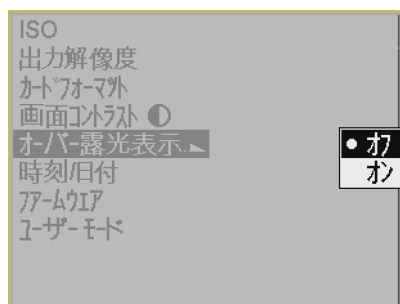 ISO
出力解像度
カードフォーマット
画面コントラスト
オーバー露光表示
オフ
オン
時刻/日付
ファームウェア
ユーザーモード